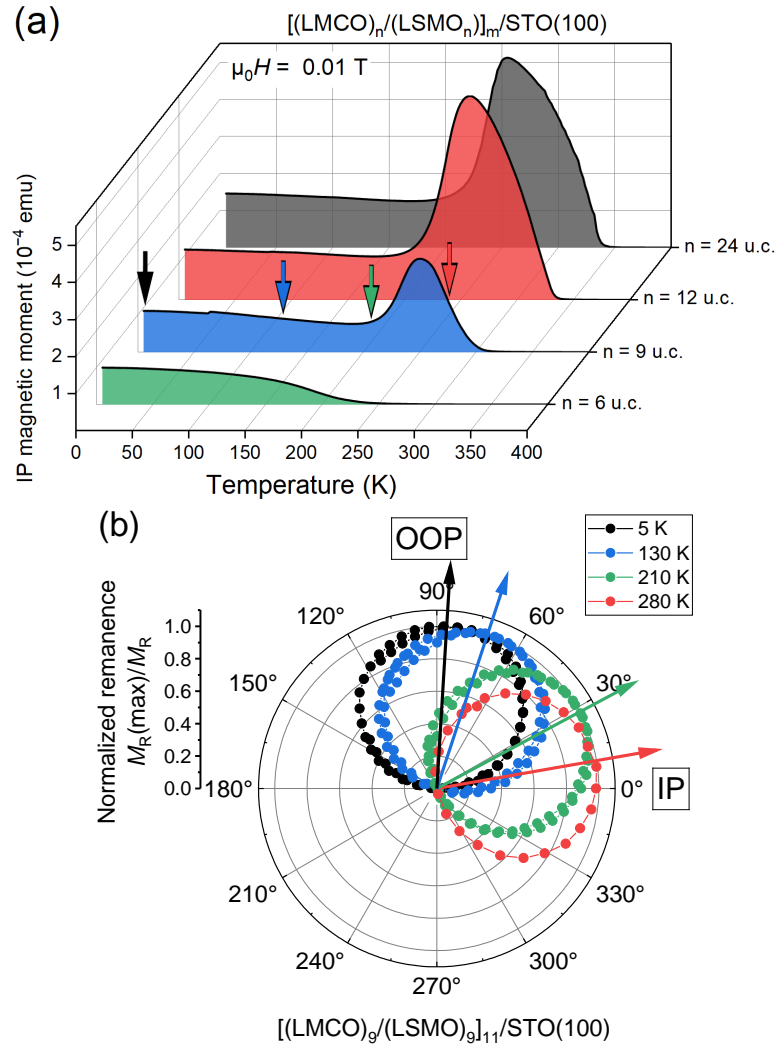 (a)
[(LMCO)ₙ/(LSMOₙ)]ₘ/STO(100)
μ₀H = 0.01 T
IP magnetic moment (10⁻⁴ emu)
5
4
3
2
1
n = 24 u.c.
n = 12 u.c.
n = 9 u.c.
n = 6 u.c.
0 50 100 150 200 250 300 350 400
Temperature (K)
(b)
OOP
5 K
130 K
210 K
280 K
Normalized remanence
M_R(max)/M_R
1.0
0.8
0.6
0.4
0.2
0.0
90°
120°
60°
150°
30°
180°
0°
IP
210°
330°
240°
300°
270°
[(LMCO)₉/(LSMO)₉]₁₁/STO(100)